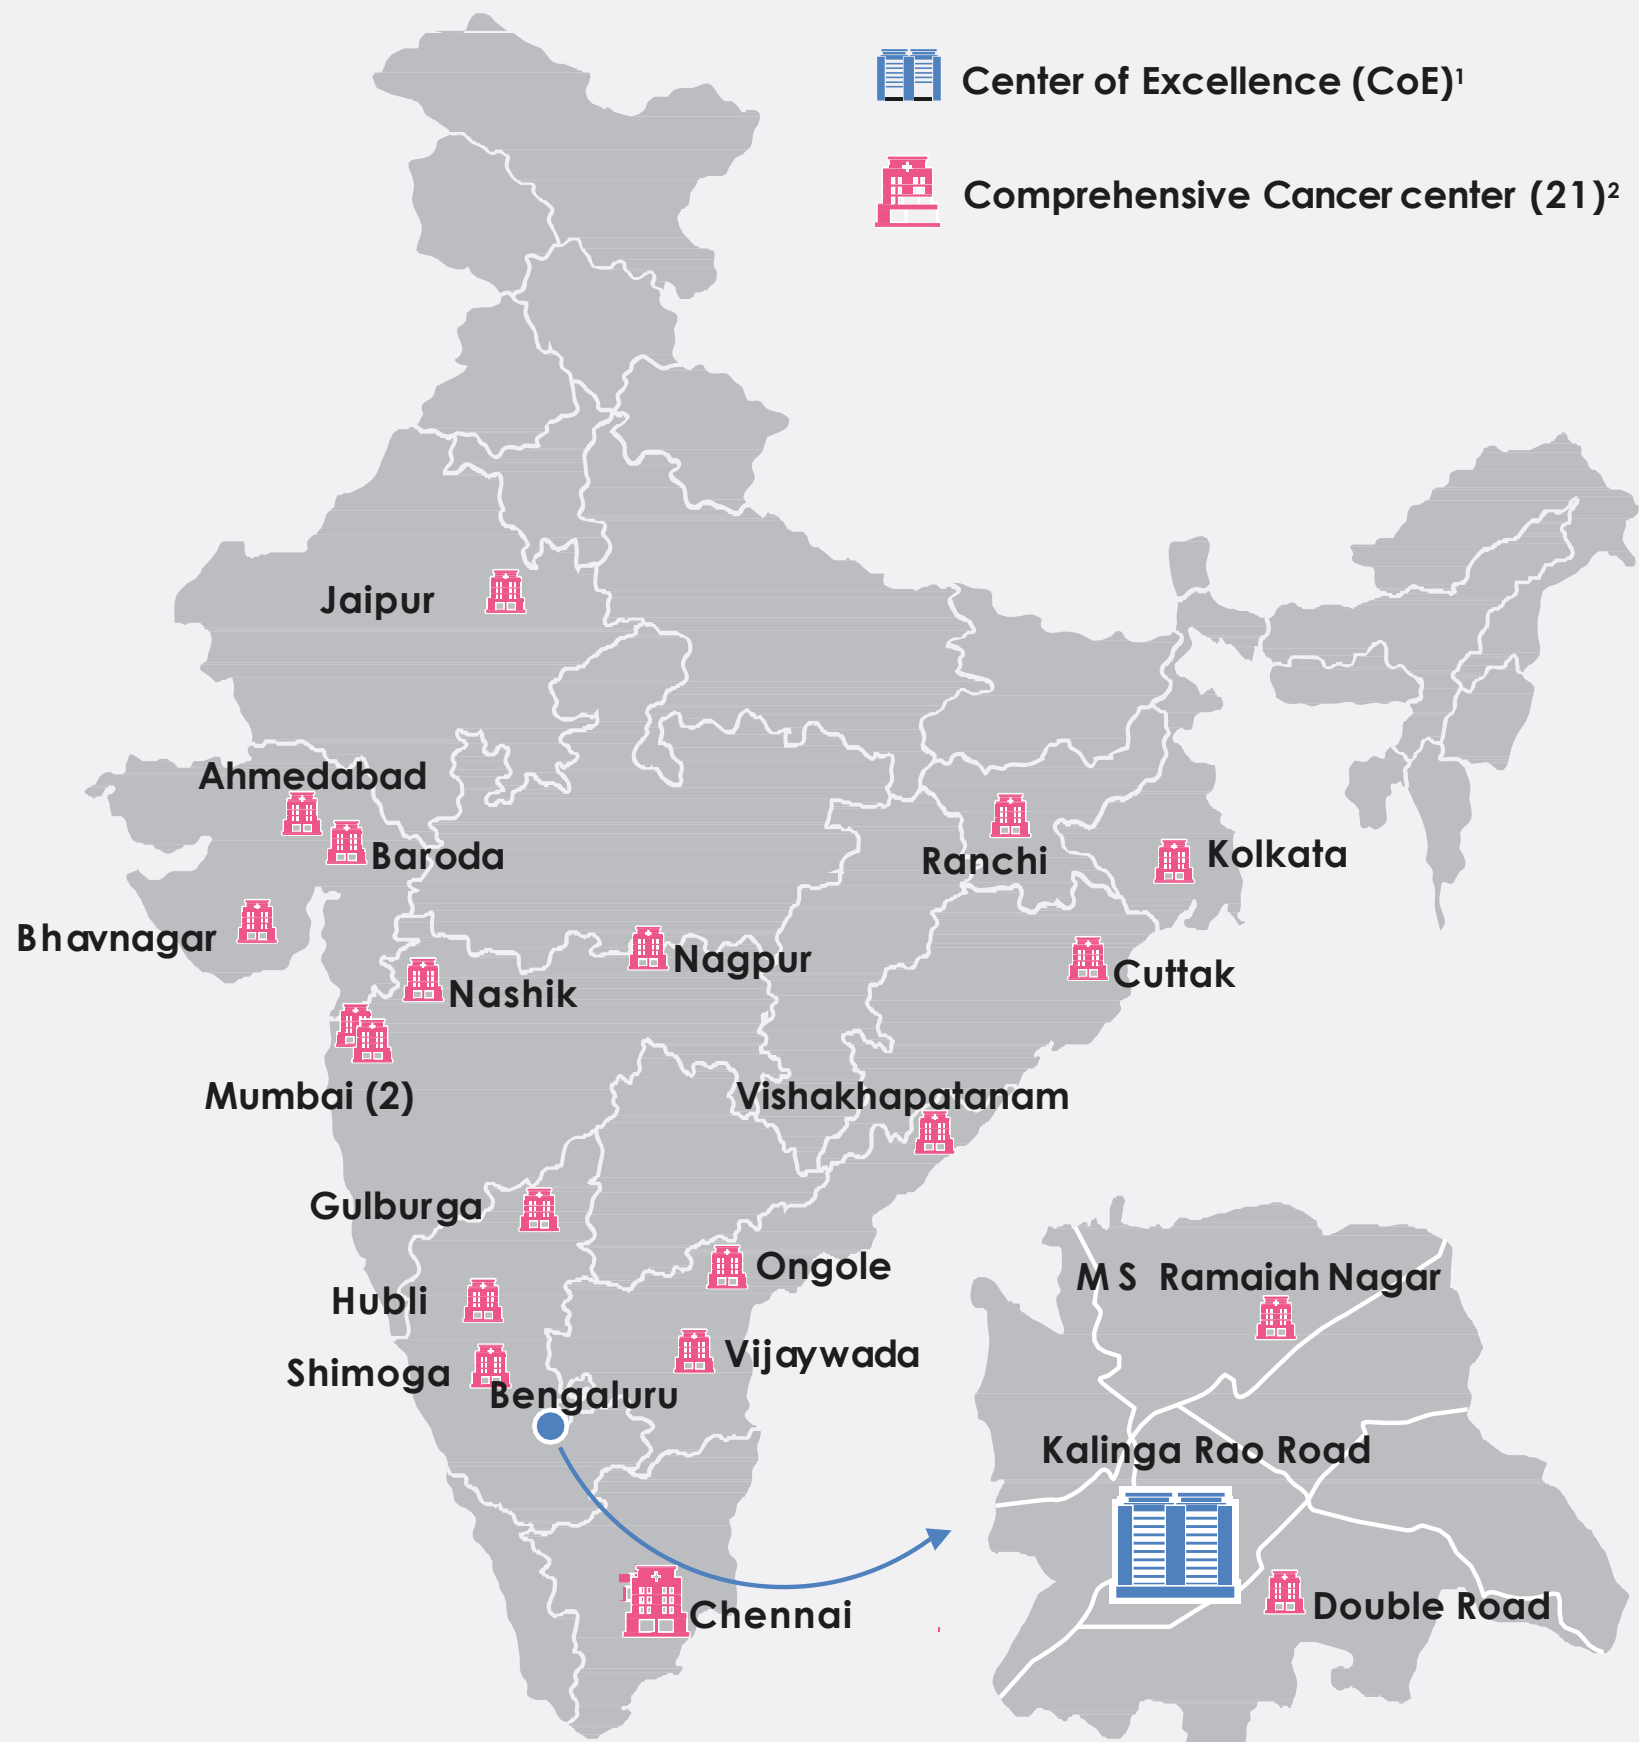 Center of Excellence (CoE)¹
Comprehensive Cancer center (21)²
Jaipur
Ahmedabad
Baroda
Ranchi
Kolkata
Bhavnagar
Nagpur
Cuttak
Nashik
Mumbai (2)
Vishakhapatanam
Gulburga
Ongole
Hubli
Vijaywada
Shimoga
Bengaluru
Chennai
M S Ramaiah Nagar
Kalinga Rao Road
Double Road